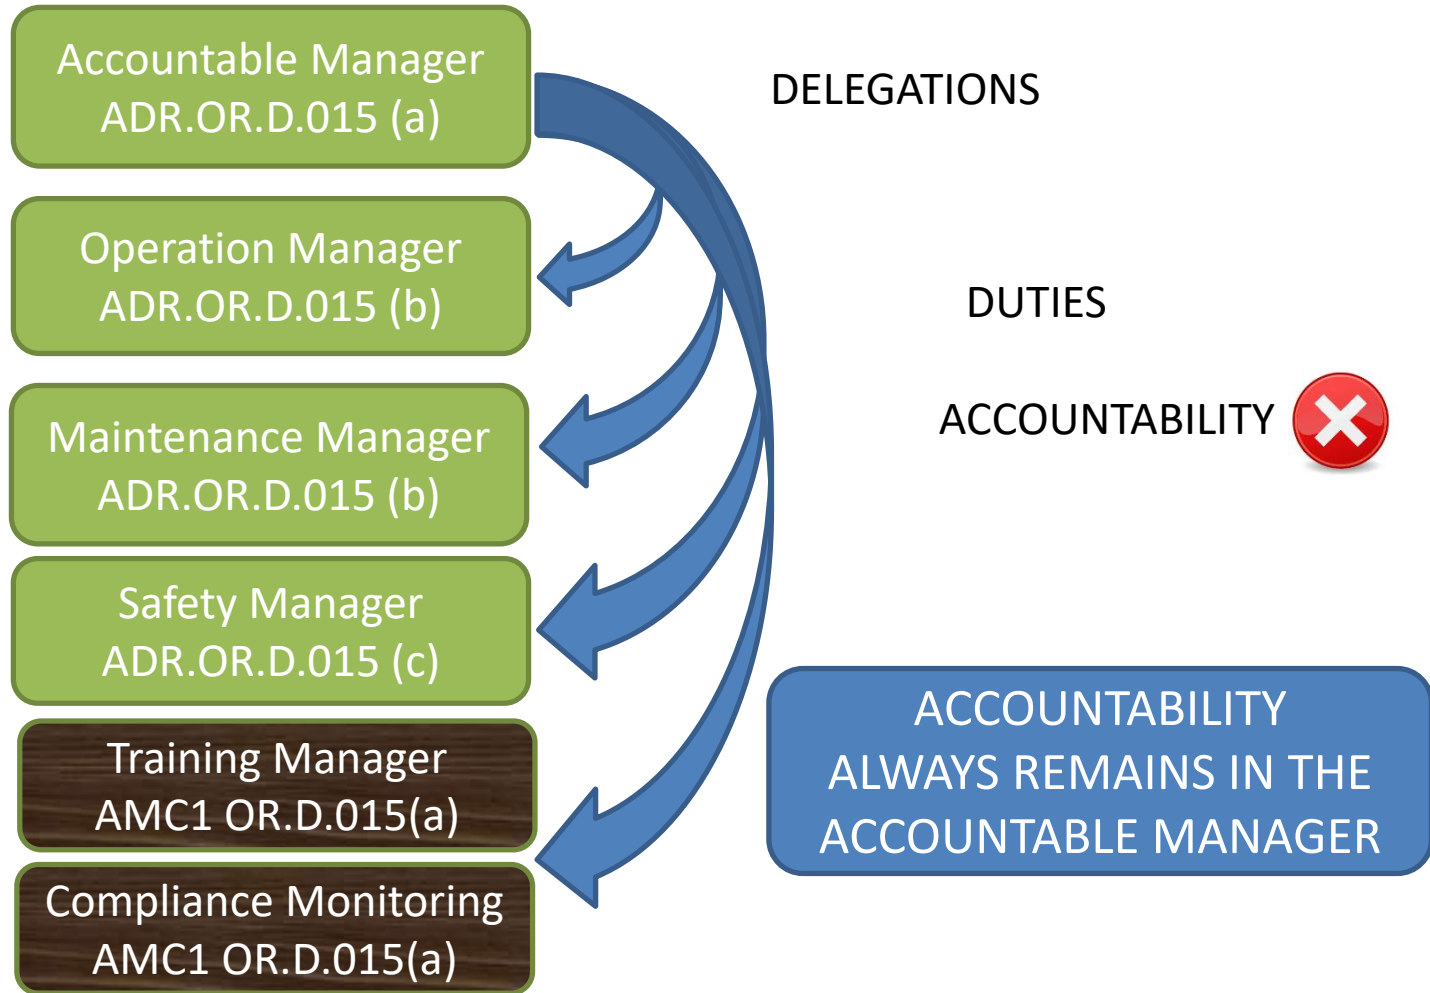 Accountable Manager
ADR.OR.D.015 (a)
DELEGATIONS
Operation Manager
ADR.OR.D.015 (b)
DUTIES
Maintenance Manager
ADR.OR.D.015 (b)
ACCOUNTABILITY
Safety Manager
ADR.OR.D.015 (c)
Training Manager
AMC1 OR.D.015(a)
Compliance Monitoring
AMC1 OR.D.015(a)
ACCOUNTABILITY
ALWAYS REMAINS IN THE
ACCOUNTABLE MANAGER